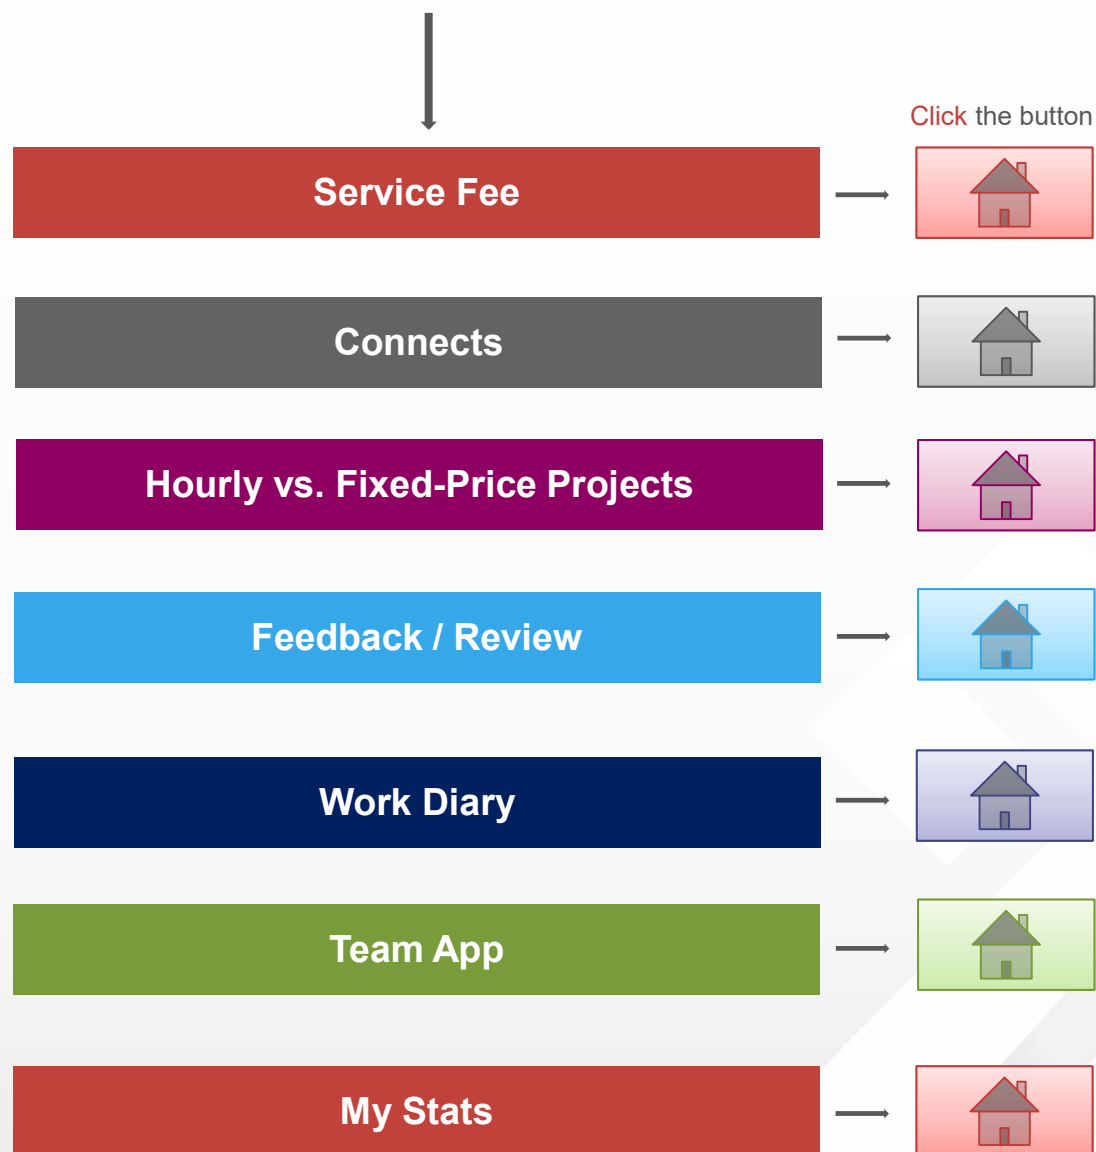 Click the button
Service Fee
Connects
Hourly vs. Fixed-Price Projects
Feedback / Review
Work Diary
Team App
My Stats